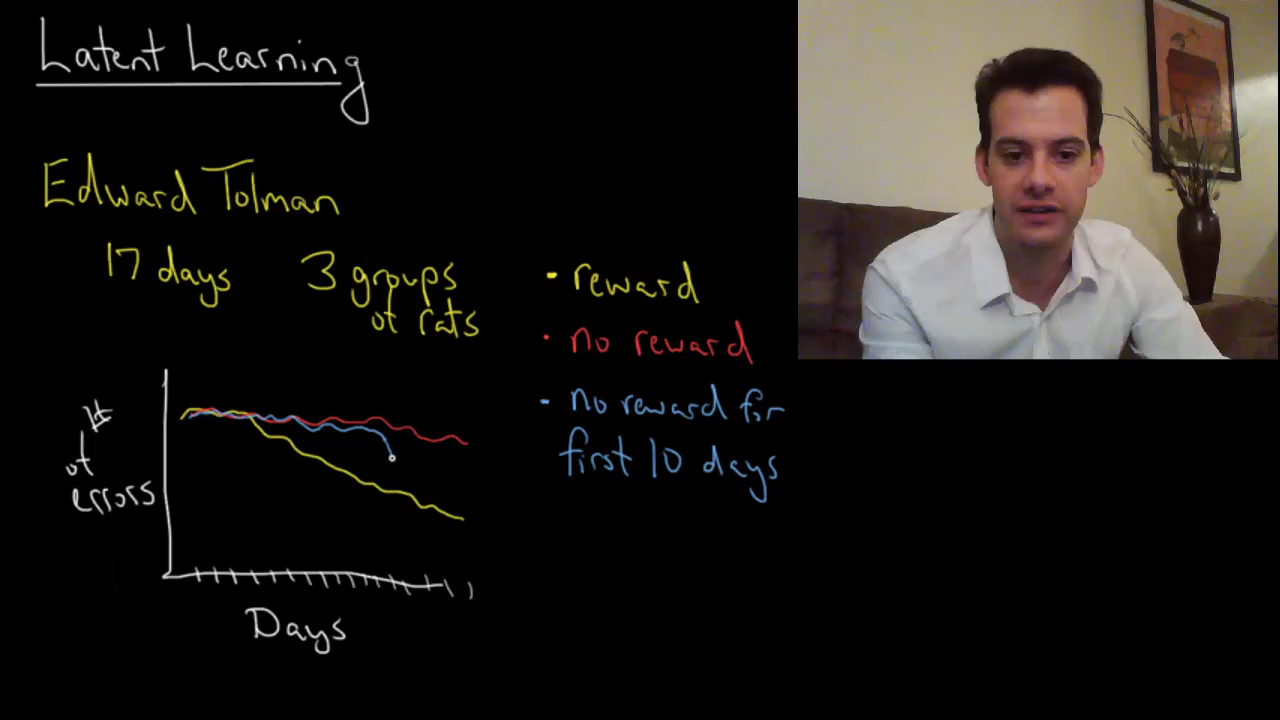 Latent Learning
Edward Tolman
17 days
3 groups
of rats
- reward
• no reward
- no reward for
first 10 days
#
of
errors
Days